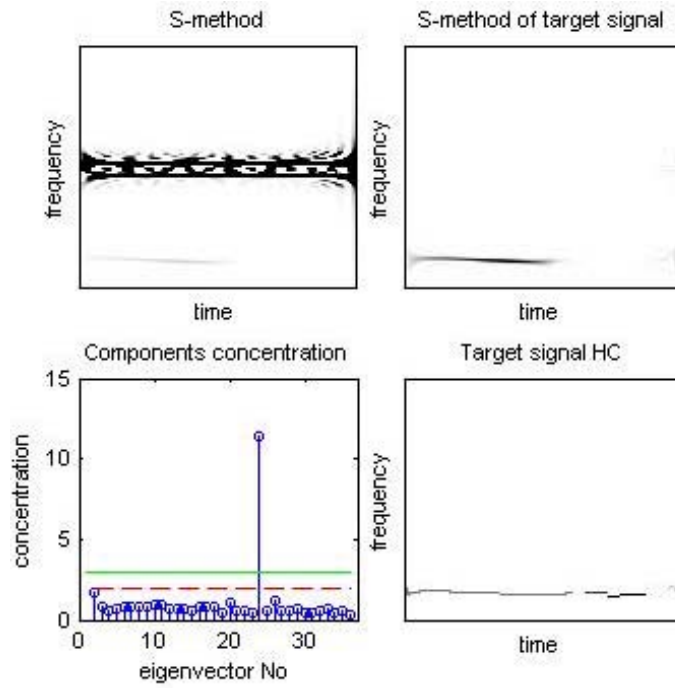 S-method
frequency
time
S-method of target signal
frequency
time
Components concentration
concentration
15
10
5
0
0 10 20 30
eigenvector No
Target signal HC
frequency
time